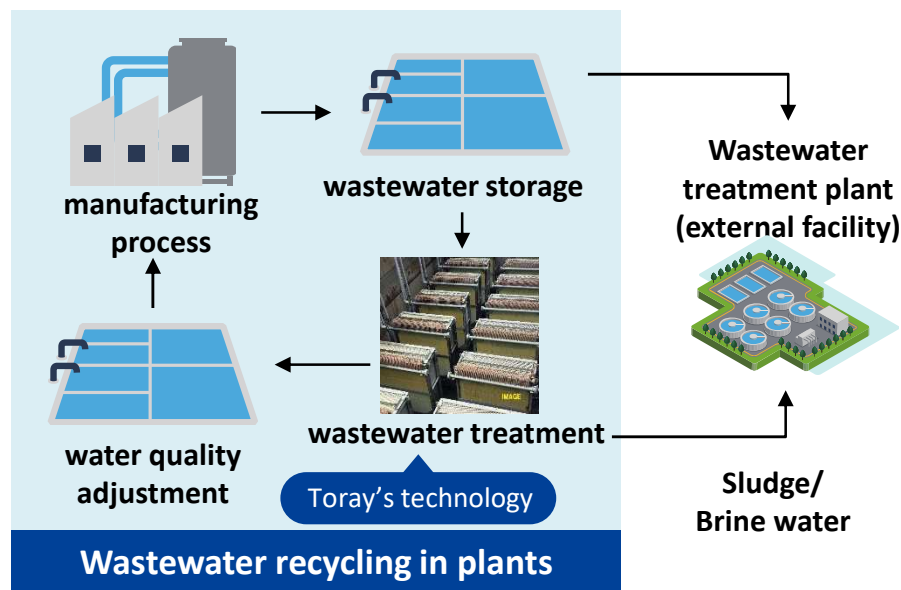 manufacturing
process
wastewater storage
Wastewater
treatment plant
(external facility)
IMAGE
wastewater treatment
water quality
adjustment
Toray’s technology
Sludge/
Brine water
Wastewater recycling in plants